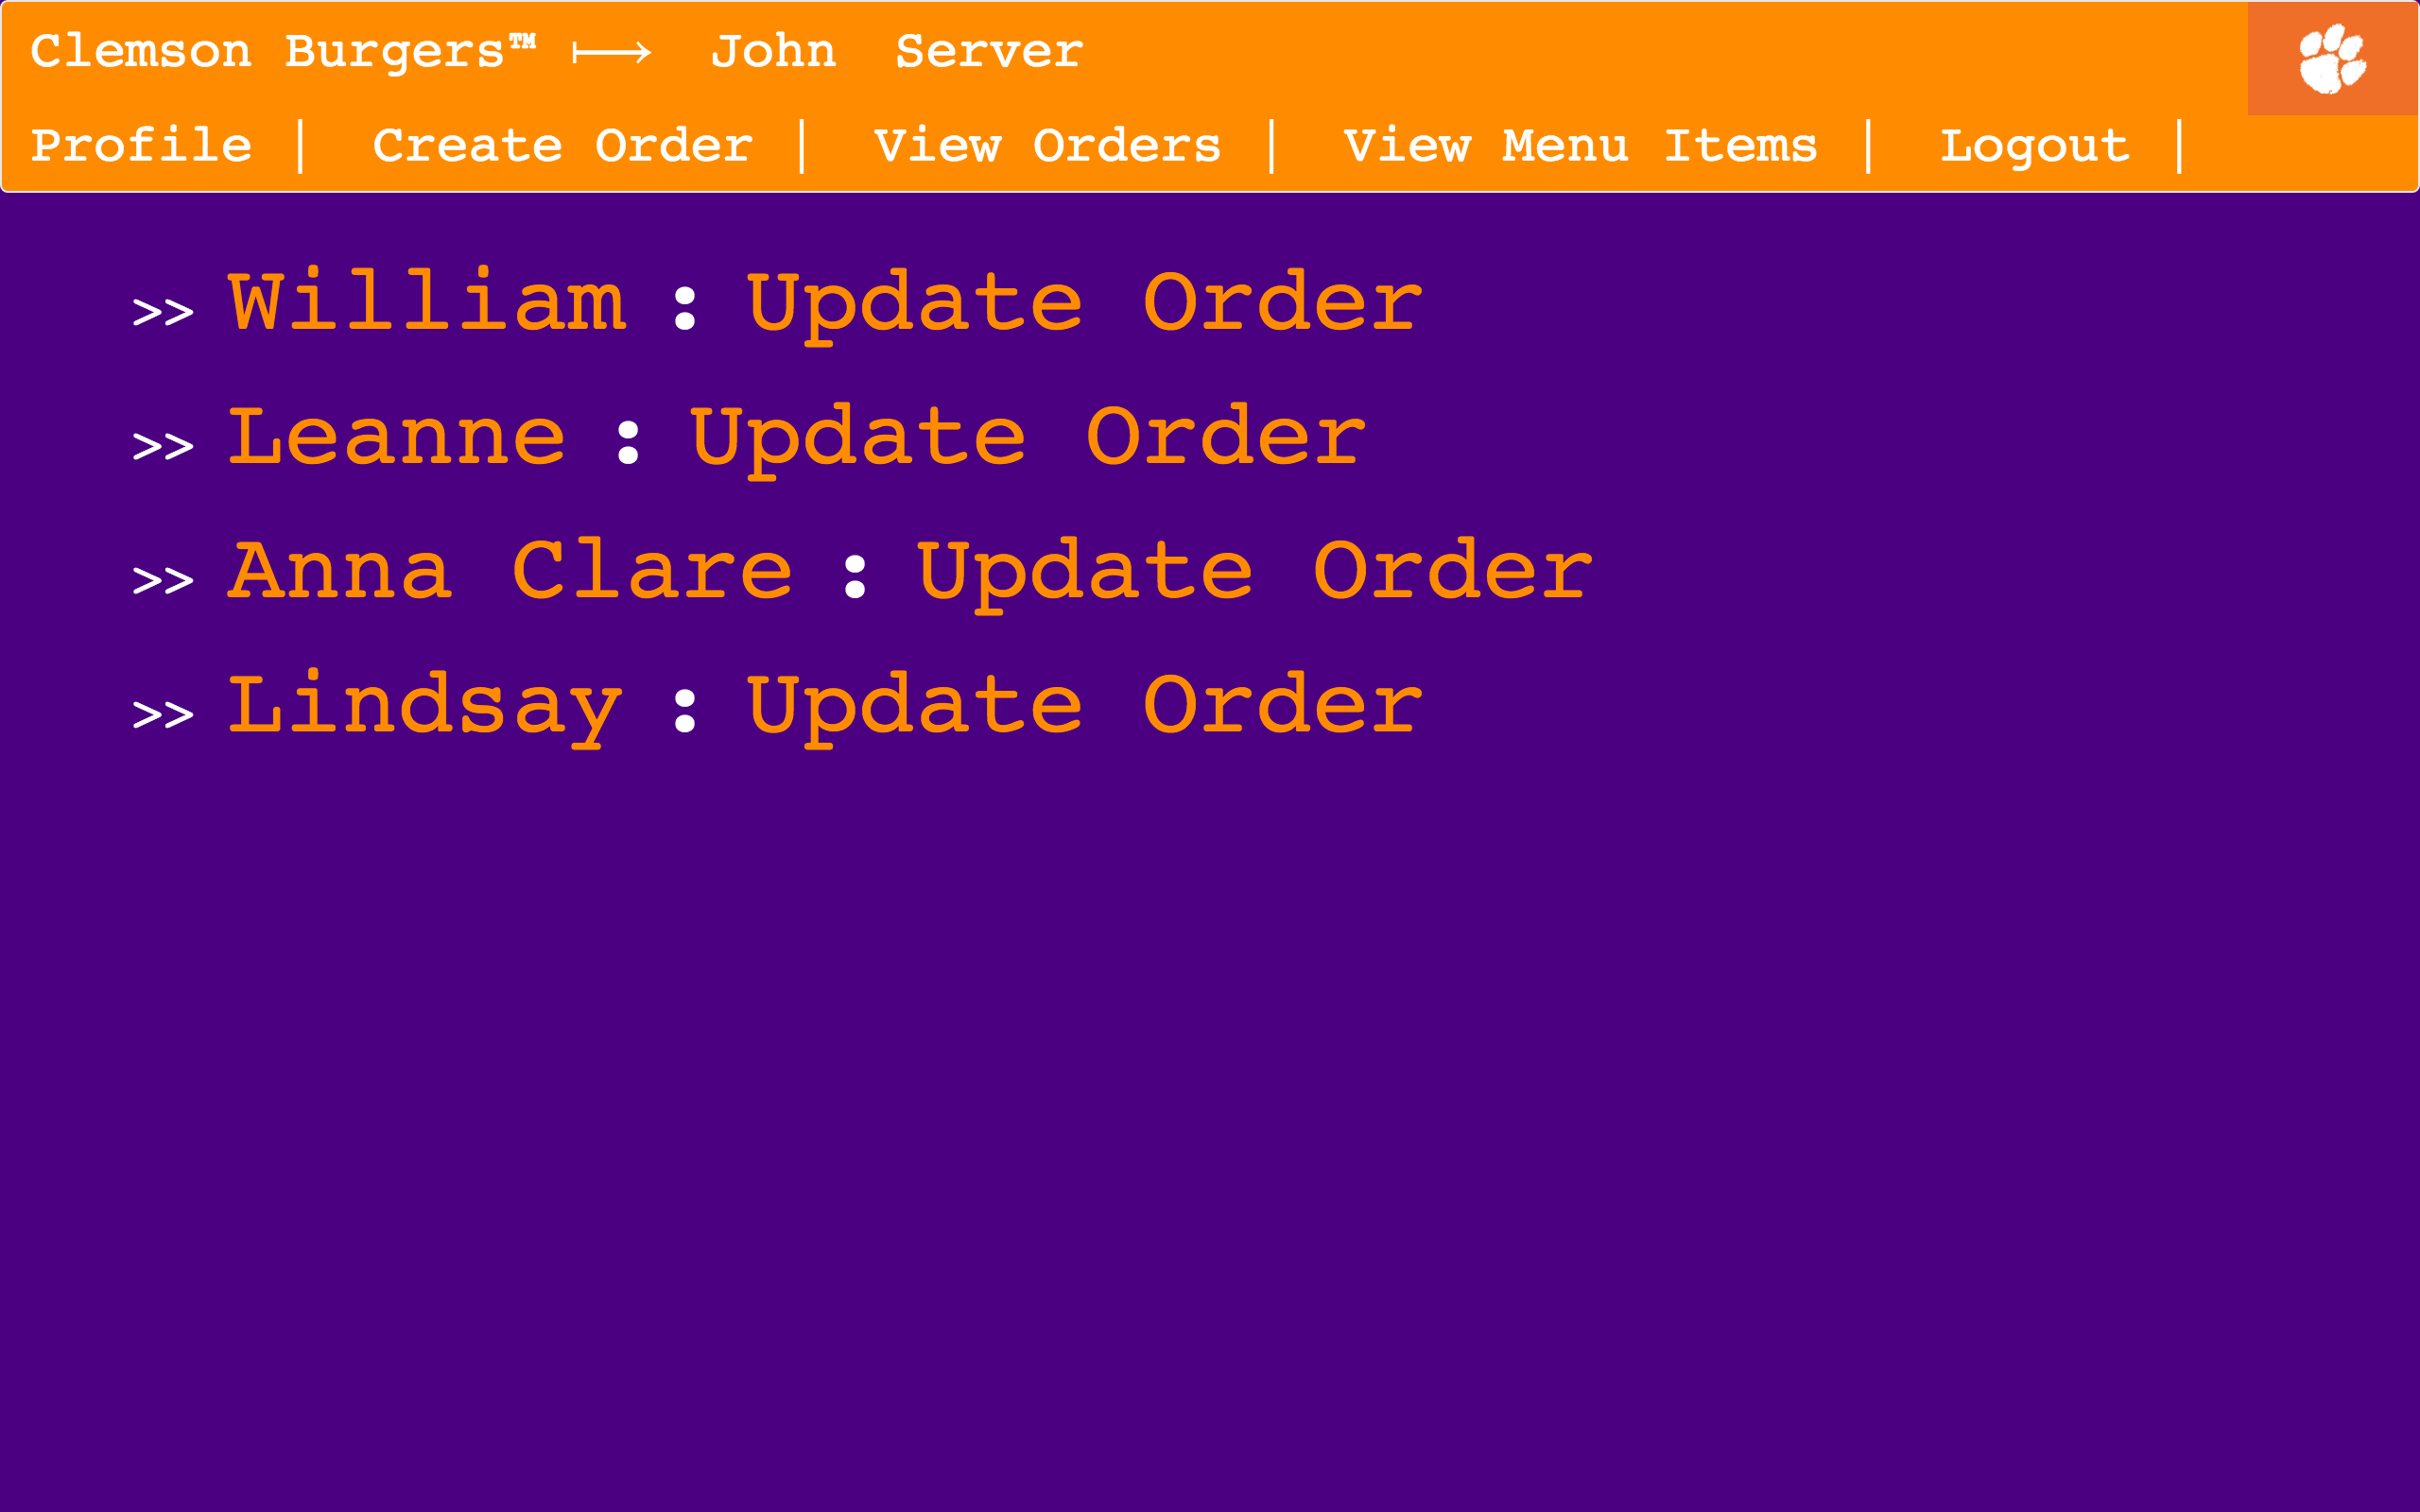 Clemson Burgers™ ⟼ John Server
Profile | Create Order | View Orders | View Menu Items | Logout |
>> William : Update Order
>> Leanne : Update Order
>> Anna Clare : Update Order
>> Lindsay : Update Order